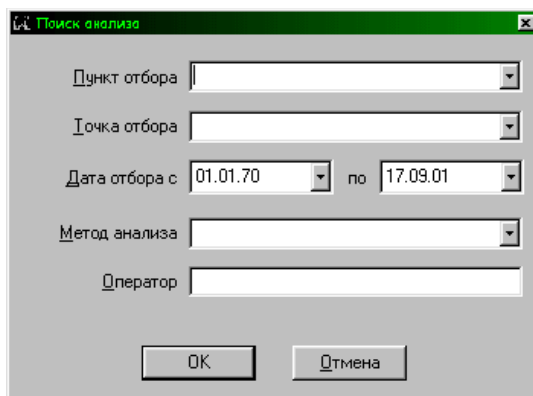 Поиск анализа
Пункт отбора
Точка отбора
Дата отбора с 01.01.70 по 17.09.01
Метод анализа
Оператор
OK Отмена